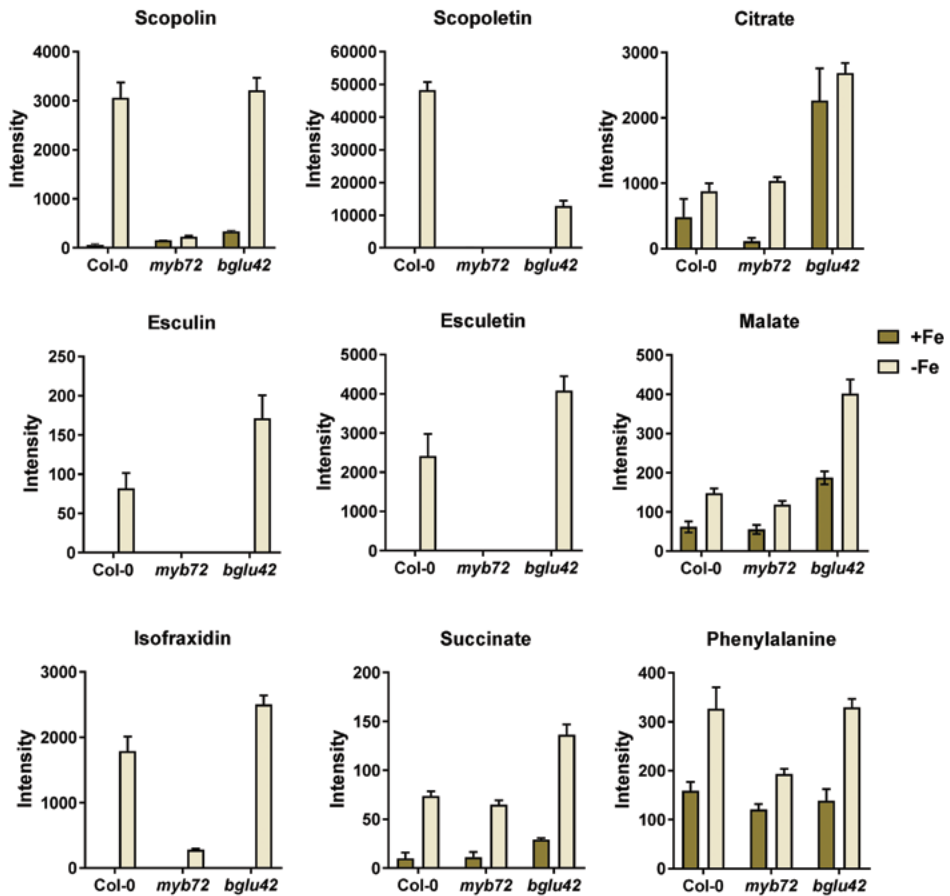 Scopolin
Intensity
4000
3000
2000
1000
0
Col-0 myb72 bglu42
Scopoletin
Intensity
60000
50000
40000
30000
20000
10000
0
Col-0 myb72 bglu42
Citrate
Intensity
3000
2000
1000
0
Col-0 myb72 bglu42
Esculin
Intensity
250
200
150
100
50
0
Col-0 myb72 bglu42
Esculetin
Intensity
5000
4000
3000
2000
1000
0
Col-0 myb72 bglu42
Malate
Intensity
500
400
300
200
100
0
Col-0 myb72 bglu42
+Fe
-Fe
Isofraxidin
Intensity
3000
2000
1000
0
Col-0 myb72 bglu42
Succinate
Intensity
200
150
100
50
0
Col-0 myb72 bglu42
Phenylalanine
Intensity
400
300
200
100
0
Col-0 myb72 bglu42